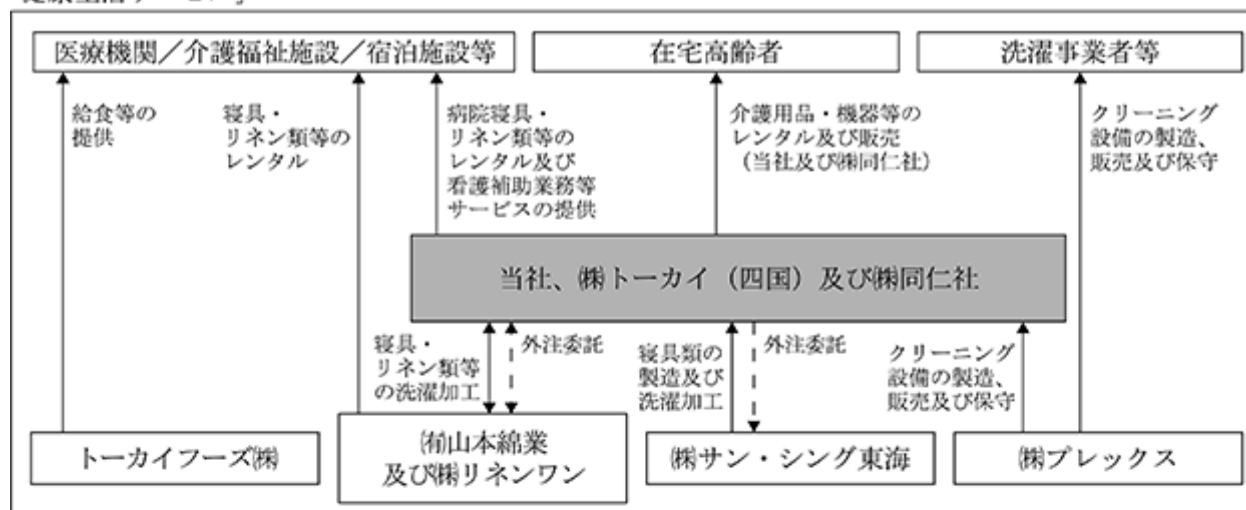 医療機関／介護福祉施設／宿泊施設等
在宅高齢者
洗濯事業者等
給食等の
提供
寝具・
リネン類等の
レンタル
病院寝具・
リネン類等の
レンタル及び
看護補助業務等
サービスの提供
介護用品・機器等の
レンタル及び販売
（当社及び㈱同仁社）
クリーニング
設備の製造、
販売及び保守
当社、㈱トーカイ（四国）及び㈱同仁社
寝具・
リネン類等
の洗濯加工
外注委託
寝具類の
製造及び
洗濯加工
外注委託
クリーニング
設備の製造、
販売及び保守
トーカイフーズ㈱
㈲山本綿業
及び㈱リネンワン
㈱サン・シング東海
㈱プレックス